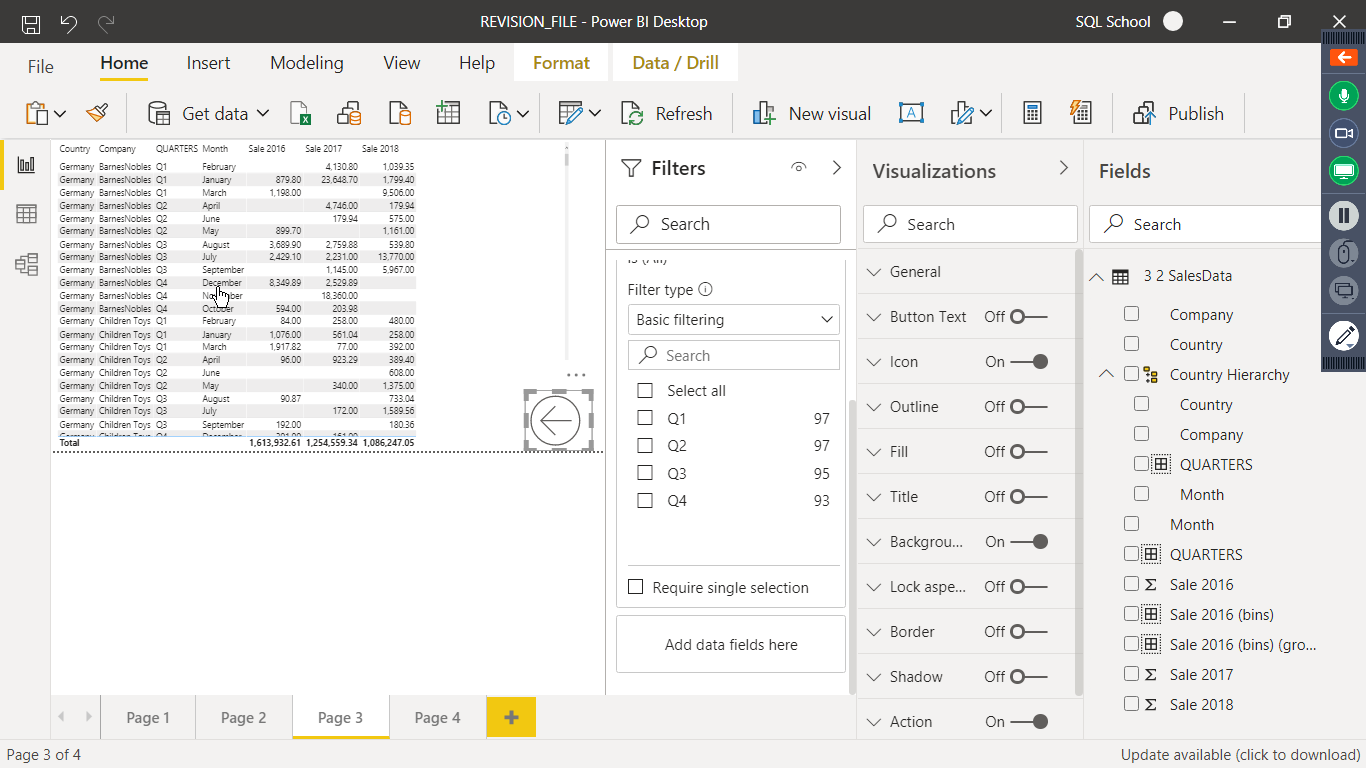 REVISION_FILE - Power BI Desktop
SQL School
File
Home
Insert
Modeling
View
Help
Format
Data / Drill
Get data
Refresh
New visual
Publish
Country Company QUARTERS Month Sale 2016 Sale 2017 Sale 2018
Germany BarnesNobles Q1 February 4,130.80 1,039.35
Germany BarnesNobles Q1 January 879.80 23,648.70 1,799.40
Germany BarnesNobles Q1 March 1,198.00 9,506.00
Germany BarnesNobles Q2 April 4,746.00 179.94
Germany BarnesNobles Q2 June 179.94 575.00
Germany BarnesNobles Q2 May 899.70 1,161.00
Germany BarnesNobles Q3 August 3,689.90 2,759.88 539.80
Germany BarnesNobles Q3 July 2,429.10 2,231.00 13,770.00
Germany BarnesNobles Q3 September 1,145.00 5,967.00
Germany BarnesNobles Q4 December 8,349.89 2,529.89
Germany BarnesNobles Q4 November 18,360.00
Germany BarnesNobles Q4 October 594.00 203.98
Germany Children Toys Q1 February 84.00 258.00 480.00
Germany Children Toys Q1 January 1,076.00 561.04 258.00
Germany Children Toys Q1 March 1,917.82 77.00 392.00
Germany Children Toys Q2 April 96.00 923.29 389.40
Germany Children Toys Q2 June 608.00
Germany Children Toys Q2 May 340.00 1,375.00
Germany Children Toys Q3 August 90.87 733.04
Germany Children Toys Q3 July 172.00 1,589.56
Germany Children Toys Q3 September 192.00 180.36
Germany Children Toys Q4 December
Total 1,613,932.61 1,254,559.34 1,086,247.05
Filters
Search
is (All)
Filter type
Basic filtering
Search
Select all
Q1 97
Q2 97
Q3 95
Q4 93
Require single selection
Add data fields here
Visualizations
Search
General
Button Text Off
Icon On
Outline Off
Fill Off
Title Off
Backgrou... On
Lock aspe... Off
Border Off
Shadow Off
Action On
Fields
Search
3 2 SalesData
Company
Country
Country Hierarchy
Country
Company
QUARTERS
Month
Month
QUARTERS
Sale 2016
Sale 2016 (bins)
Sale 2016 (bins) (gro...
Sale 2017
Sale 2018
Page 1
Page 2
Page 3
Page 4
Page 3 of 4
Update available (click to download)